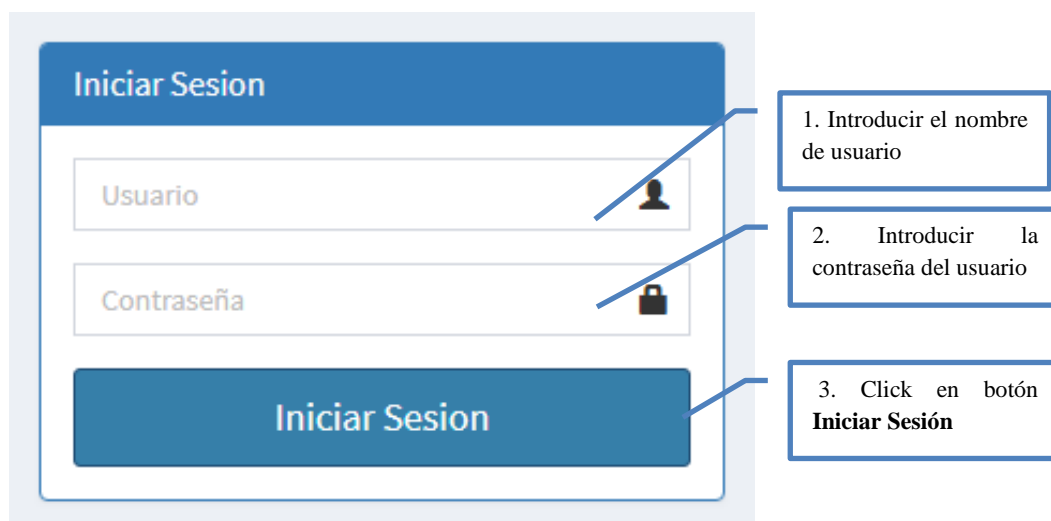 Iniciar Sesion
Usuario
Contraseña
Iniciar Sesion
1. Introducir el nombre
de usuario
2. Introducir la
contraseña del usuario
3. Click en botón
Iniciar Sesión